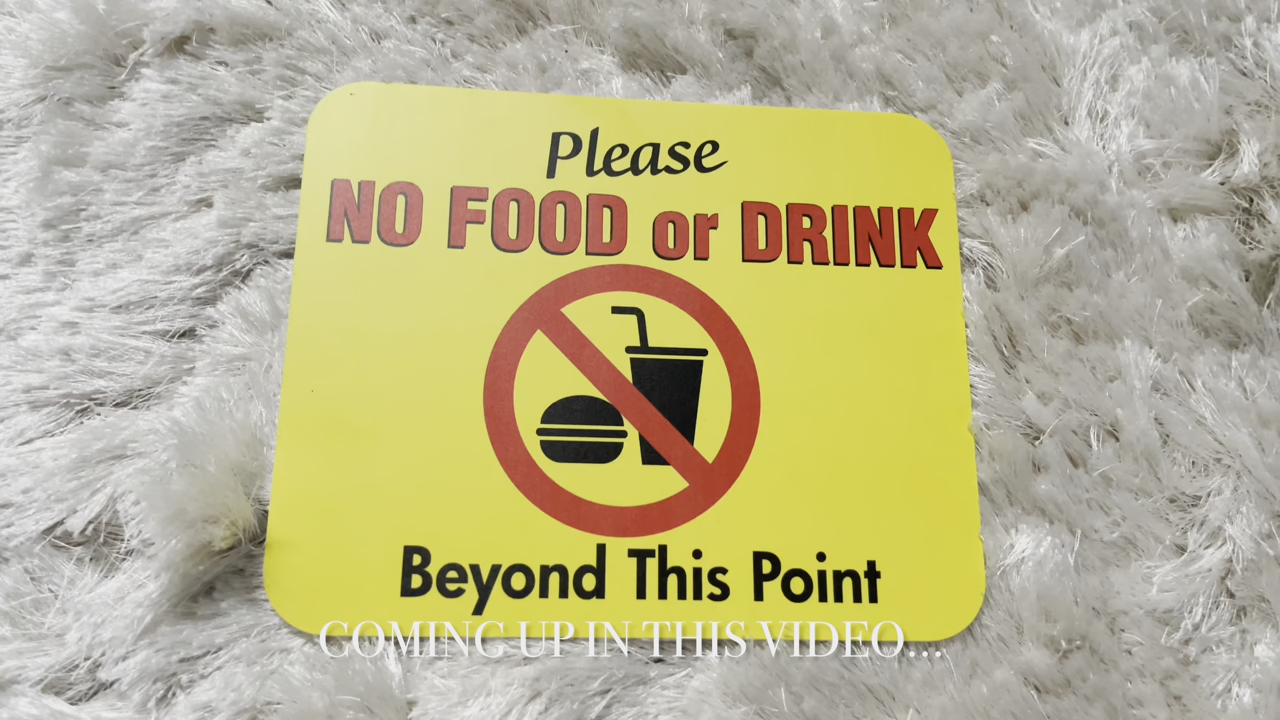 Please
NO FOOD or DRINK
Beyond This Point
COMING UP IN THIS VIDEO...